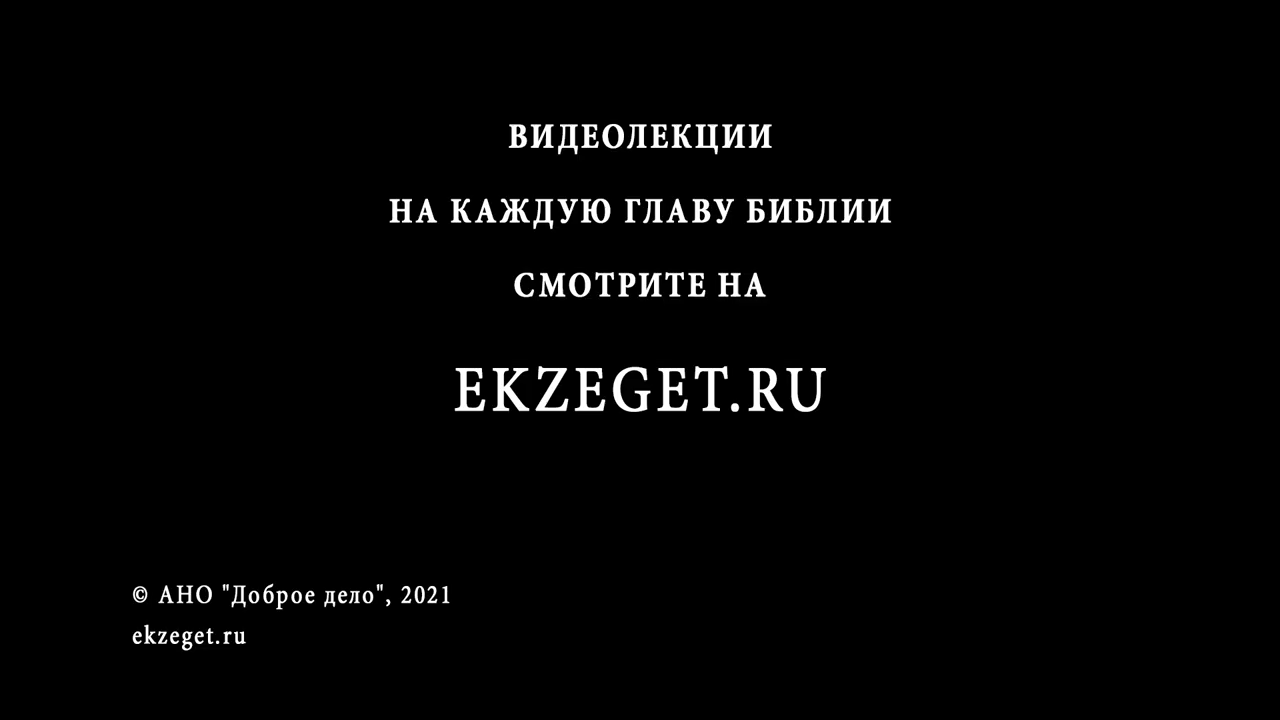 ВИДЕОЛЕКЦИИ
НА КАЖДУЮ ГЛАВУ БИБЛИИ
СМОТРИТЕ НА
EKZEGET.RU
© АНО "Доброе дело", 2021
ekzeget.ru